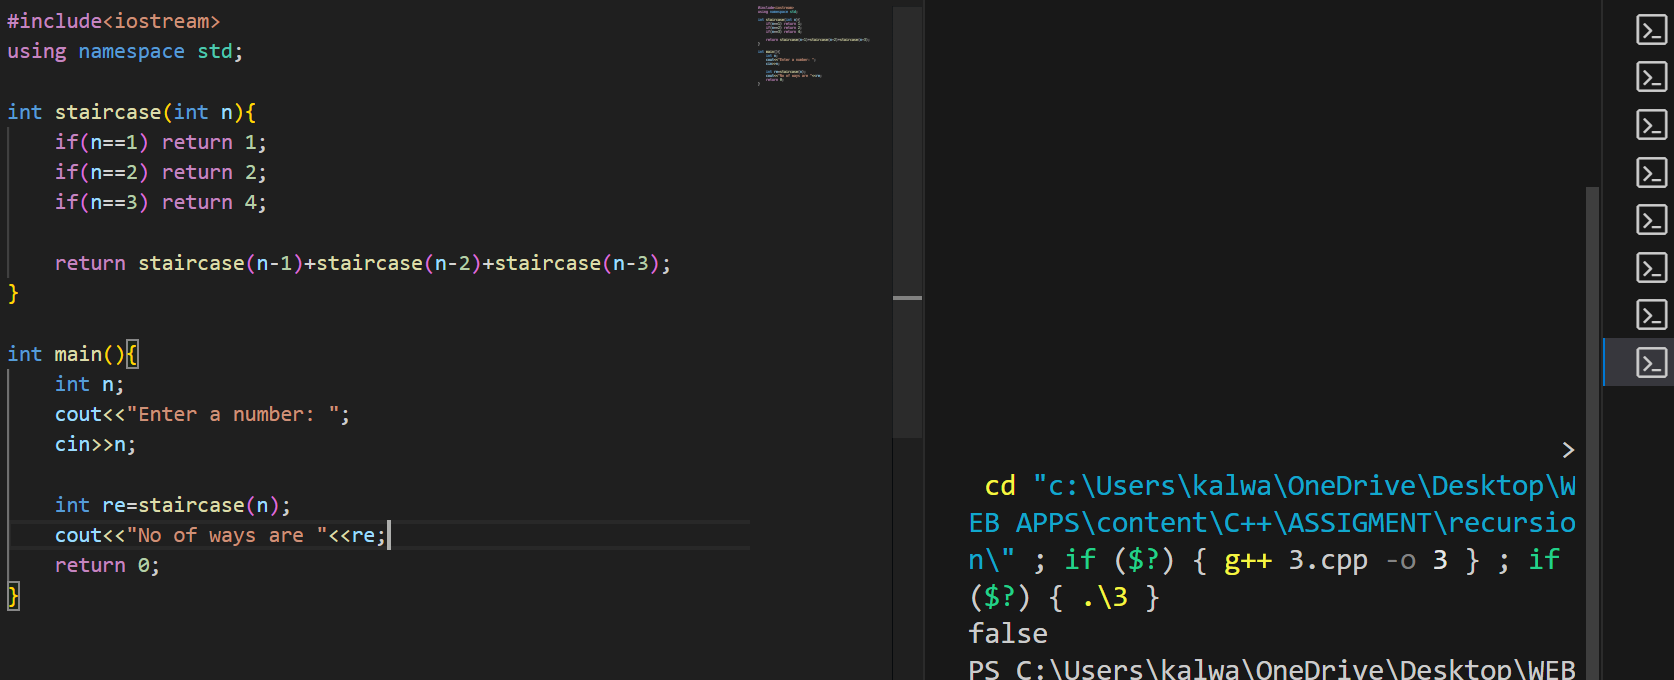 #include<iostream>
using namespace std;

int staircase(int n){
    if(n==1) return 1;
    if(n==2) return 2;
    if(n==3) return 4;

    return staircase(n-1)+staircase(n-2)+staircase(n-3);
}

int main(){
    int n;
    cout<<"Enter a number: ";
    cin>>n;

    int re=staircase(n);
    cout<<"No of ways are "<<re;
    return 0;
}
>
cd "c:\Users\kalwa\OneDrive\Desktop\W
EB APPS\content\C++\ASSIGMENT\recursio
n\" ; if ($?) { g++ 3.cpp -o 3 } ; if
($?) { .\3 }
false
PS C:\Users\kalwa\OneDrive\Desktop\WEB